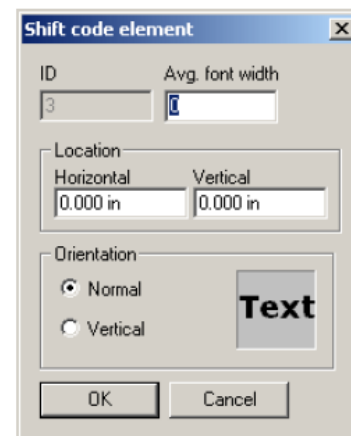 Shift code element
ID Avg. font width
3 0
Location
Horizontal Vertical
0.000 in 0.000 in
Orientation
Normal
Text
Vertical
OK Cancel